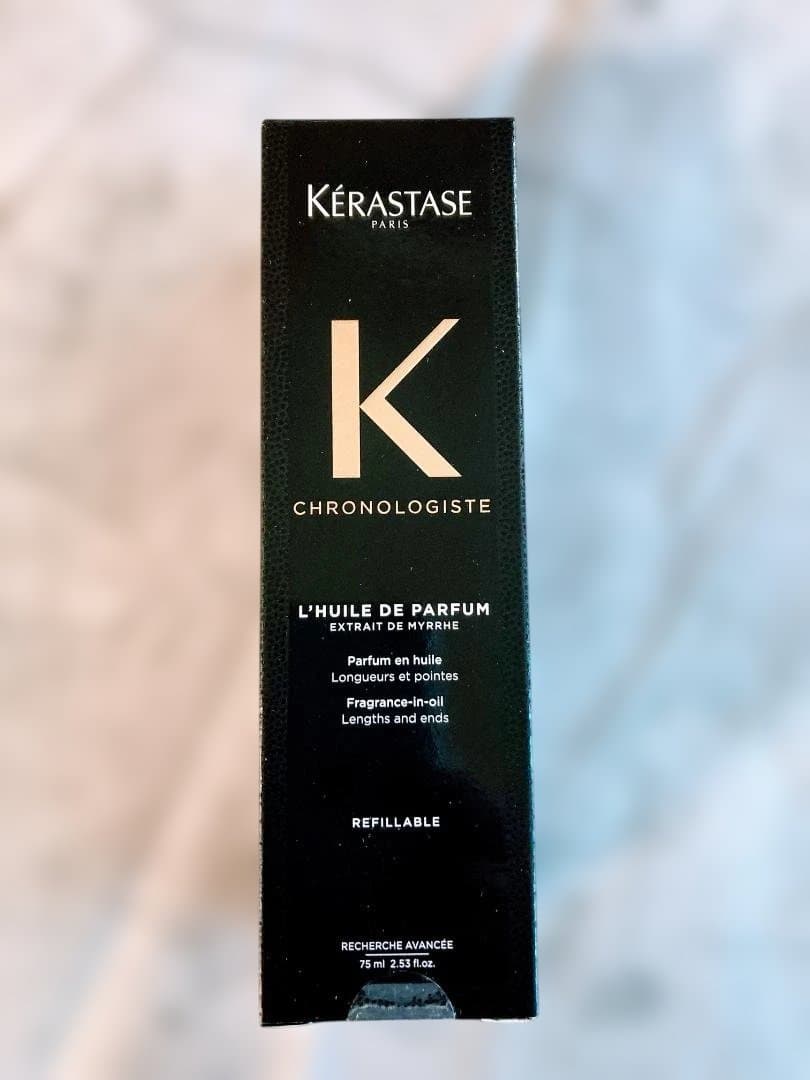 KÉRASTASE
PARIS
K
CHRONOLOGISTE
L'HUILE DE PARFUM
EXTRAIT DE MYRRHE
Parfum en huile
Longueurs et pointes
Fragrance-in-oil
Lengths and ends
REFILLABLE
RECHERCHE AVANCÉE
75 ml 2.53 fl.oz.